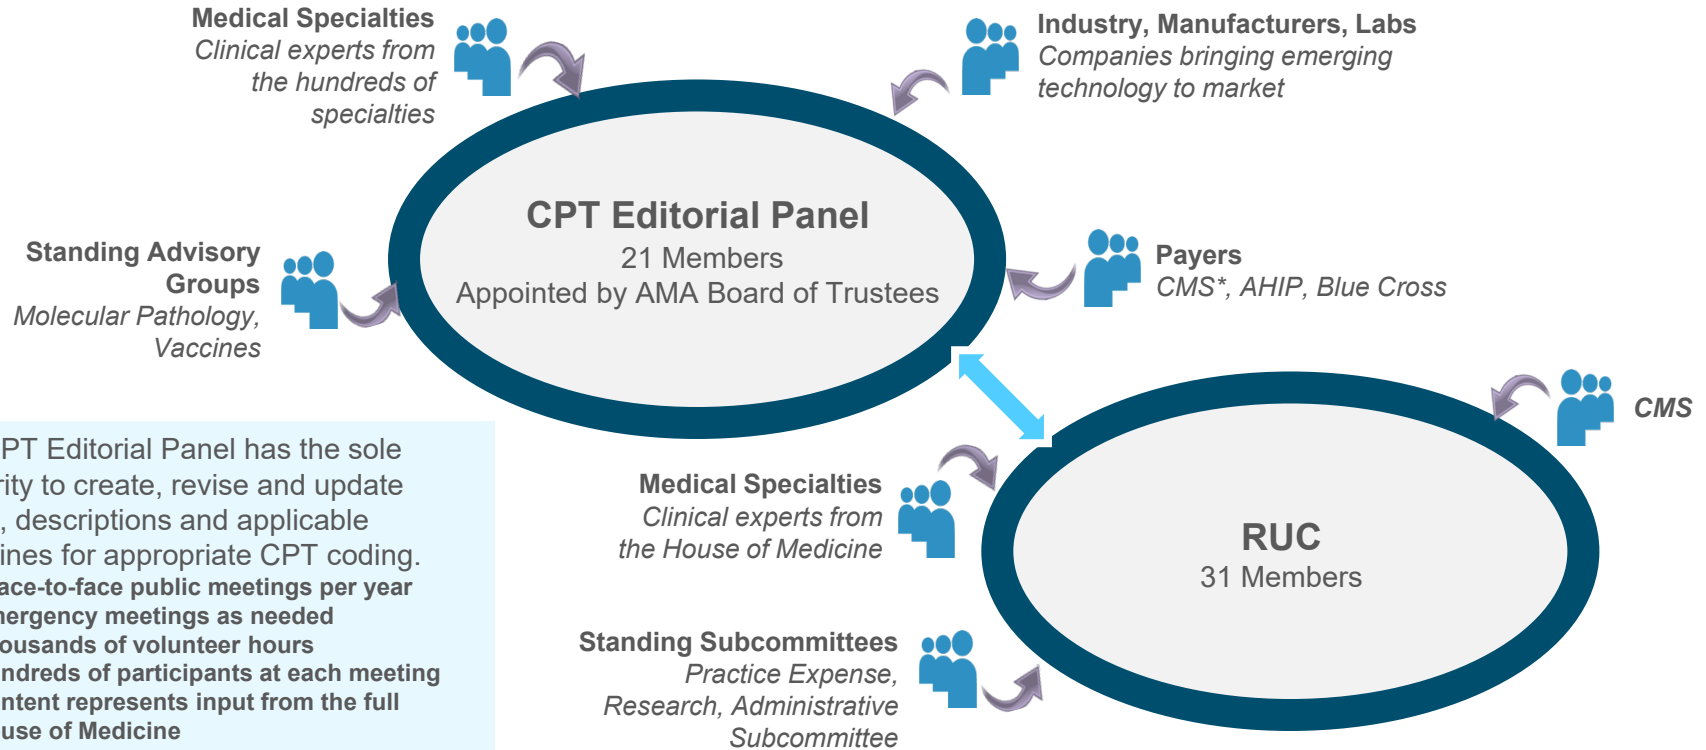 Medical Specialties
Clinical experts from
the hundreds of
specialties
Industry, Manufacturers, Labs
Companies bringing emerging
technology to market
CPT Editorial Panel
21 Members
Appointed by AMA Board of Trustees
Standing Advisory
Groups
Molecular Pathology,
Vaccines
Payers
CMS*, AHIP, Blue Cross
CMS
PT Editorial Panel has the sole
rity to create, revise and update
, descriptions and applicable
ines for appropriate CPT coding.
ace-to-face public meetings per year
mergency meetings as needed
ousands of volunteer hours
ndreds of participants at each meeting
ntent represents input from the full
use of Medicine
Medical Specialties
Clinical experts from
the House of Medicine
RUC
31 Members
Standing Subcommittees
Practice Expense,
Research, Administrative
Subcommittee